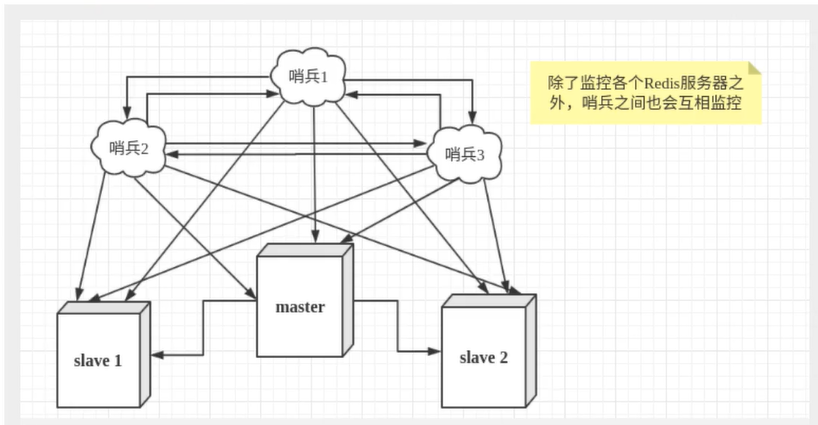 哨兵1
除了监控各个Redis服务器之
外，哨兵之间也会互相监控
哨兵2
哨兵3
master
slave 1
slave 2